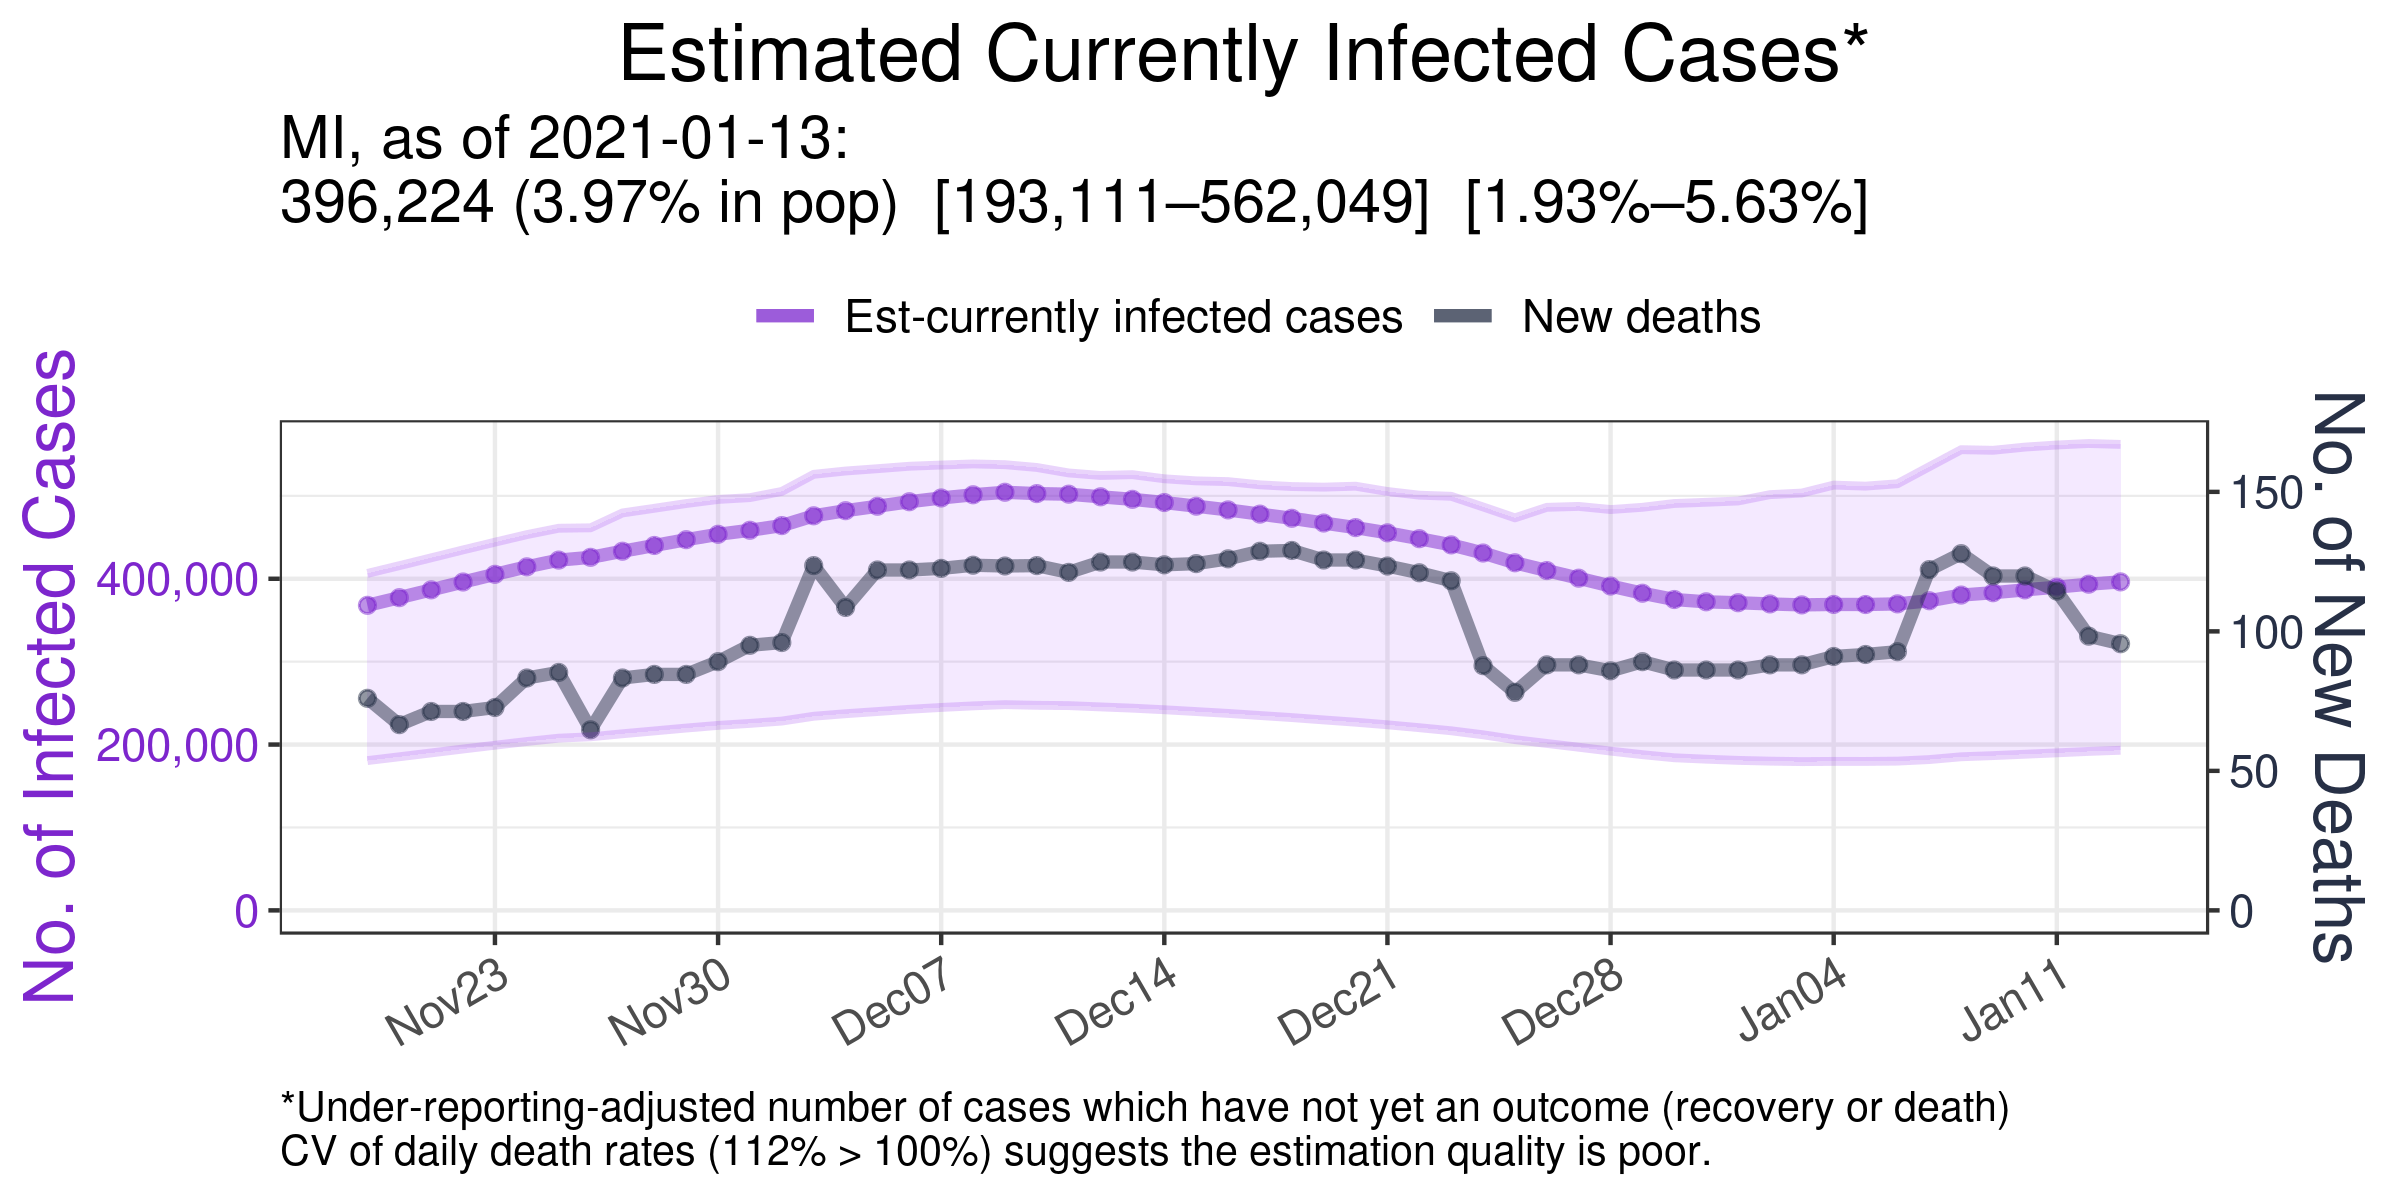 Estimated Currently Infected Cases*
MI, as of 2021-01-13:
396,224 (3.97% in pop)  [193,111–562,049]  [1.93%–5.63%]
Est-currently infected cases
New deaths
No. of Infected Cases
400,000
200,000
0
No. of New Deaths
150
100
50
0
Nov23
Nov30
Dec07
Dec14
Dec21
Dec28
Jan04
Jan11
*Under-reporting-adjusted number of cases which have not yet an outcome (recovery or death)
CV of daily death rates (112% > 100%) suggests the estimation quality is poor.